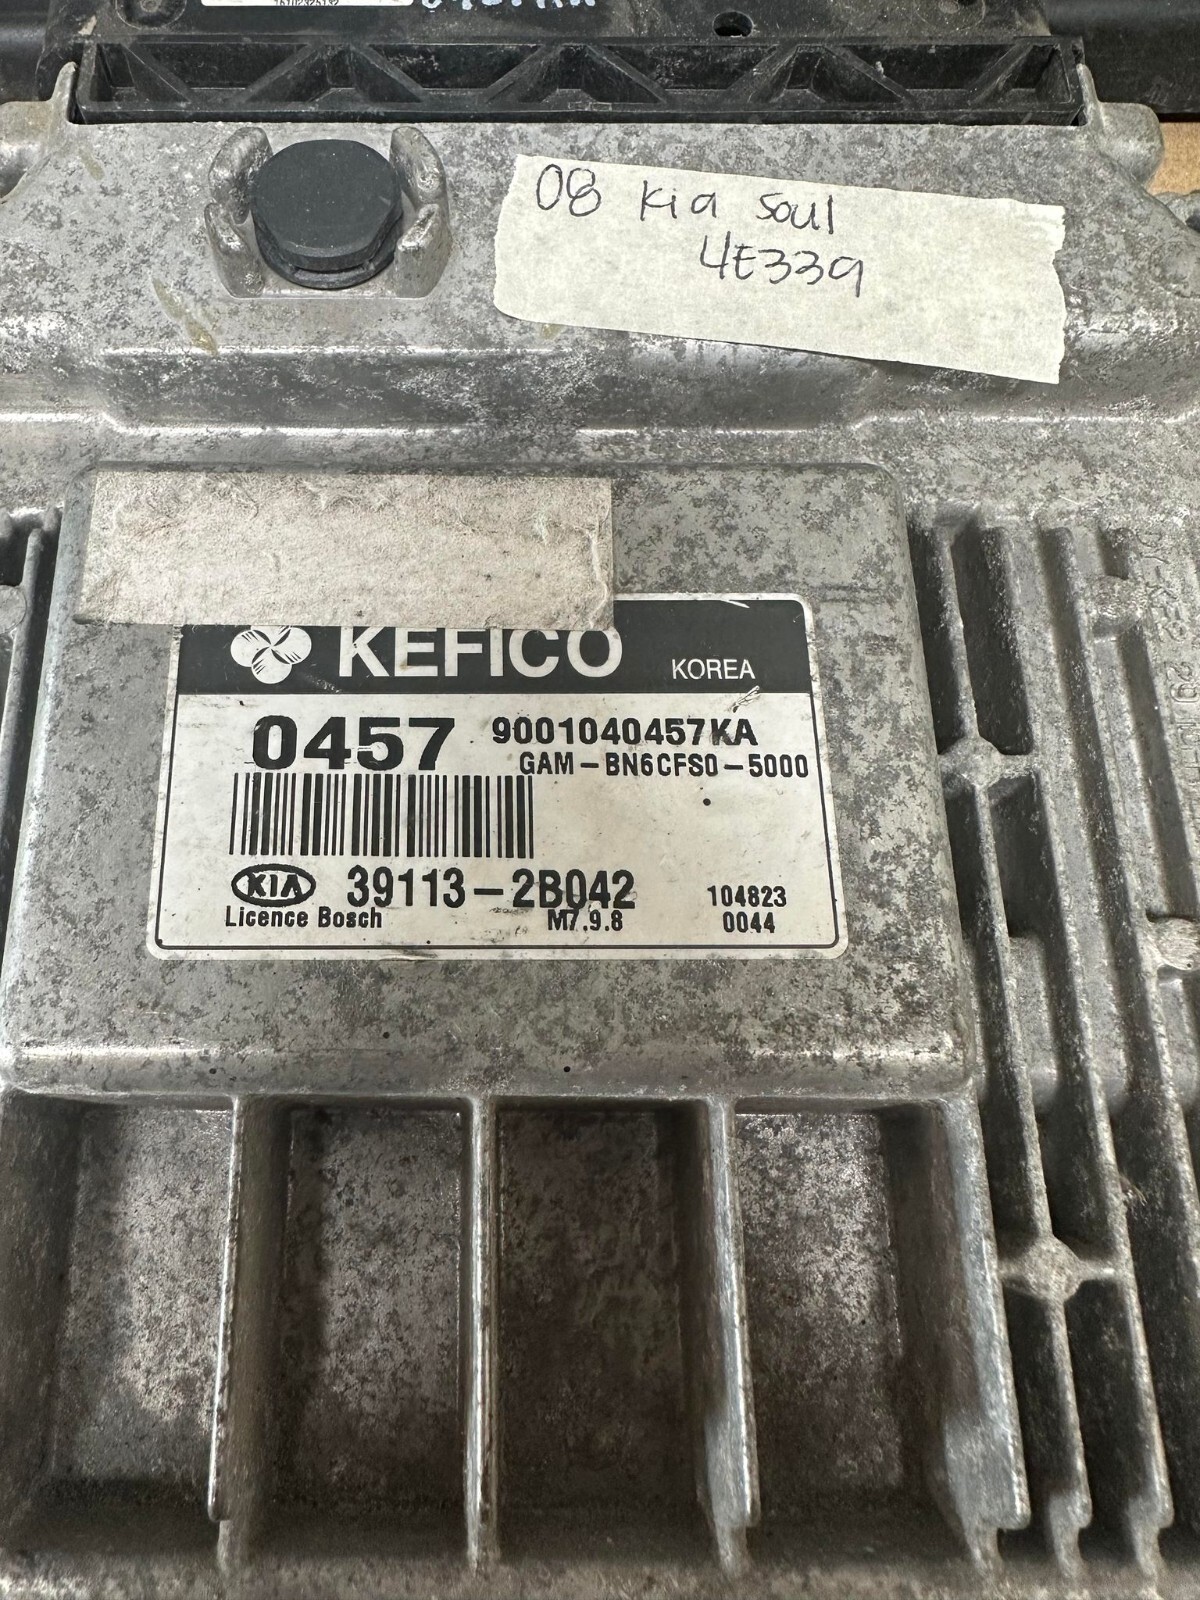 16102325132
08 Kia Soul
4E339
KEFICO
KOREA
0457
9001040457KA
GAM-BN6CFS0-5000
KIA
39113-2B042
104823
Licence Bosch
M7.9.8
0044